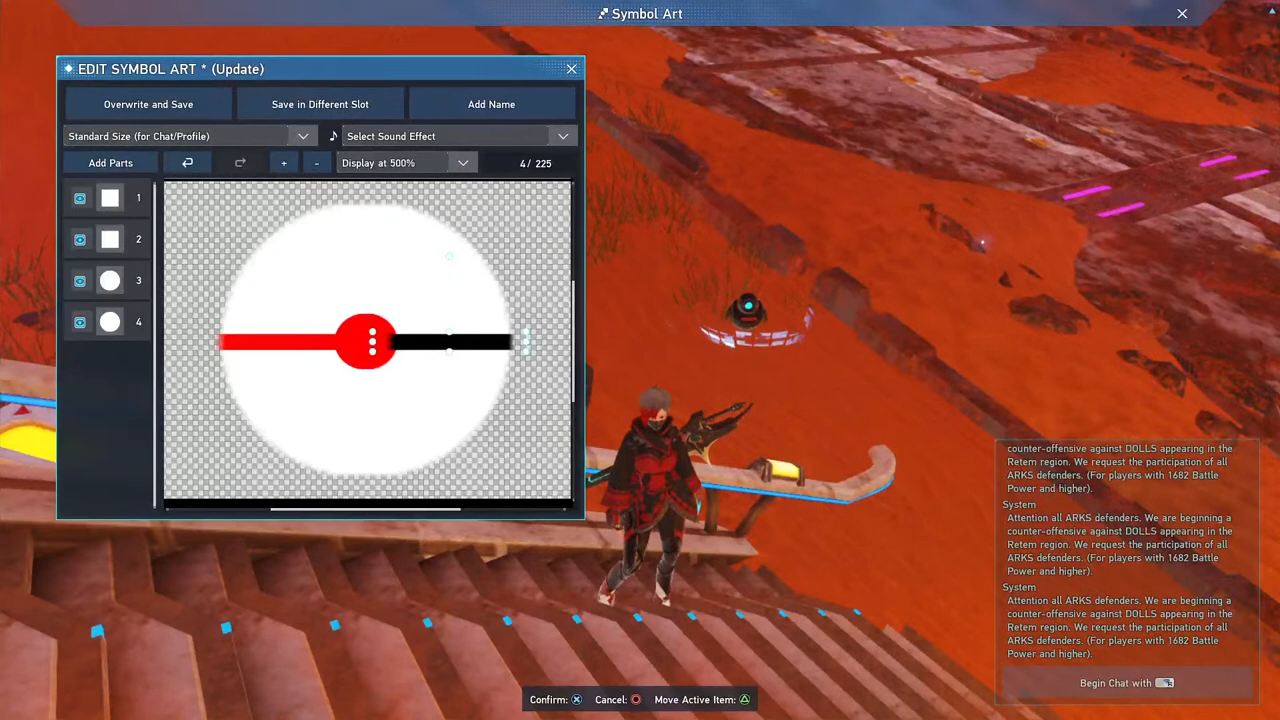 Symbol Art
EDIT SYMBOL ART * (Update)
Overwrite and Save
Save in Different Slot
Add Name
Standard Size (for Chat/Profile)
Select Sound Effect
Add Parts
+
-
Display at 500%
4/ 225
1
2
3
4
counter-offensive against DOLLS appearing in the
Retem region. We request the participation of all
ARKS defenders. (For players with 1682 Battle
Power and higher).
System
Attention all ARKS defenders. We are beginning a
counter-offensive against DOLLS appearing in the
Retem region. We request the participation of all
ARKS defenders. (For players with 1682 Battle
Power and higher).
System
Attention all ARKS defenders. We are beginning a
counter-offensive against DOLLS appearing in the
Retem region. We request the participation of all
ARKS defenders. (For players with 1682 Battle
Power and higher).
Begin Chat with
Confirm: Cancel: Move Active Item: